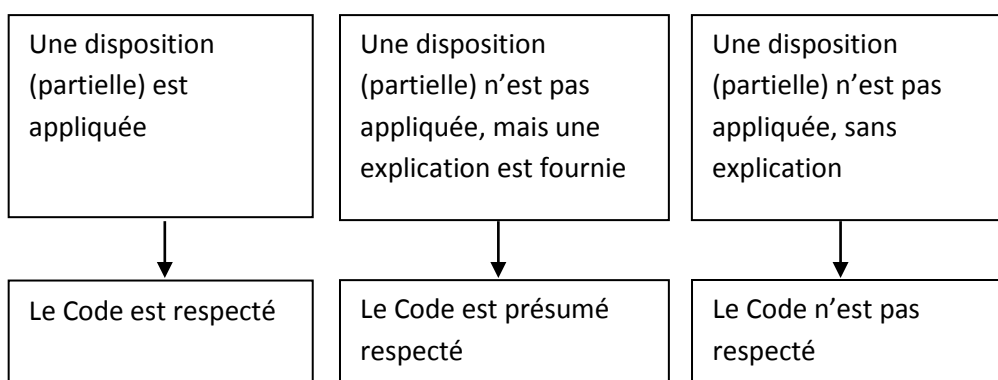 Une disposition
(partielle) est
appliquée
Une disposition
(partielle) n’est pas
appliquée, mais une
explication est fournie
Une disposition
(partielle) n’est pas
appliquée, sans
explication
Le Code est respecté
Le Code est présumé
respecté
Le Code n’est pas
respecté